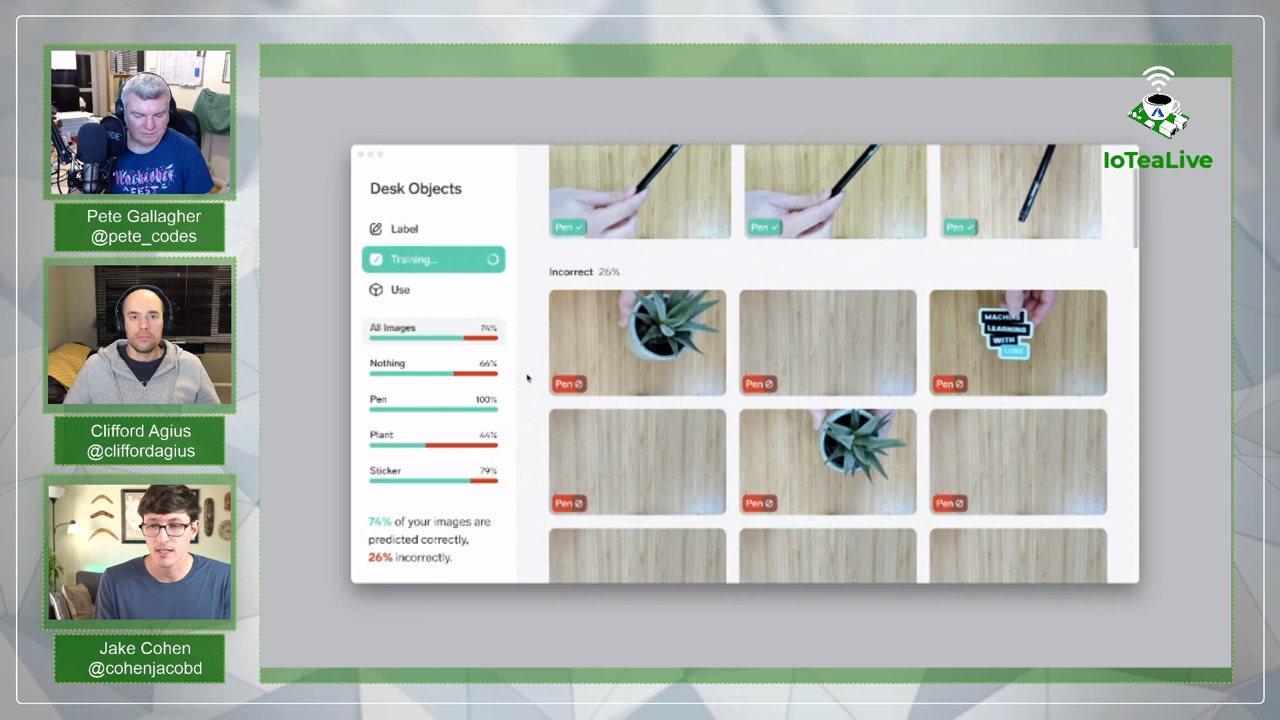 Pete Gallagher
@pete_codes
Clifford Agius
@cliffordagius
Jake Cohen
@cohenjacobd
IoTeaLive
Desk Objects
Label
Training...
Use
All Images 74%
Nothing 66%
Pen 100%
Plant 44%
Sticker 79%
74% of your images are
predicted correctly,
26% incorrectly.
Pen
Pen
Pen
Incorrect 26%
Pen
Pen
Pen
MACHINE
LEARNING
WITH
Pen
Pen
Pen